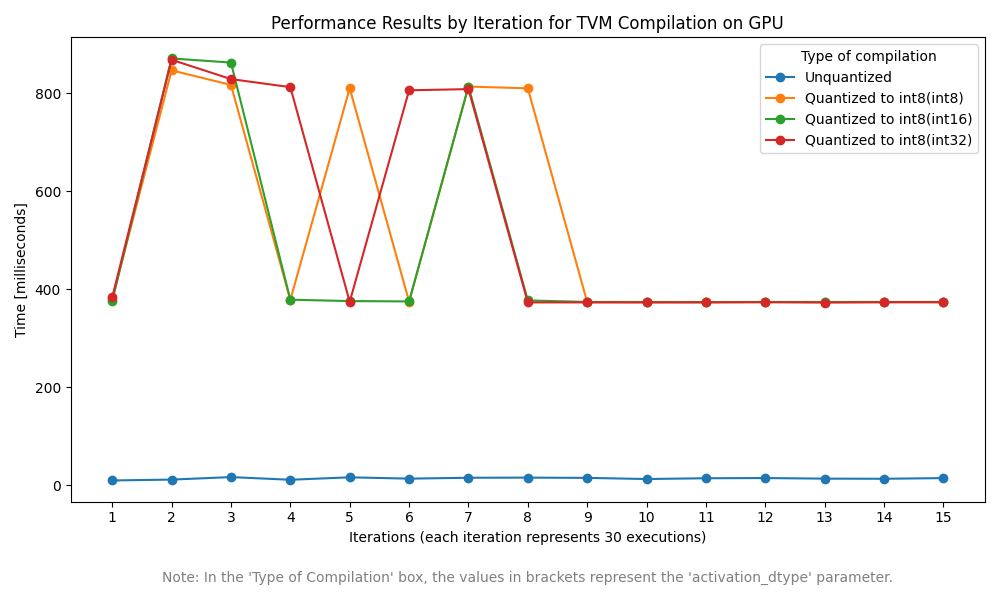 Performance Results by Iteration for TVM Compilation on GPU
Type of compilation
Unquantized
Quantized to int8(int8)
Quantized to int8(int16)
Quantized to int8(int32)
Time [milliseconds]
800
600
400
200
0
1 2 3 4 5 6 7 8 9 10 11 12 13 14 15
Iterations (each iteration represents 30 executions)
Note: In the 'Type of Compilation' box, the values in brackets represent the 'activation_dtype' parameter.